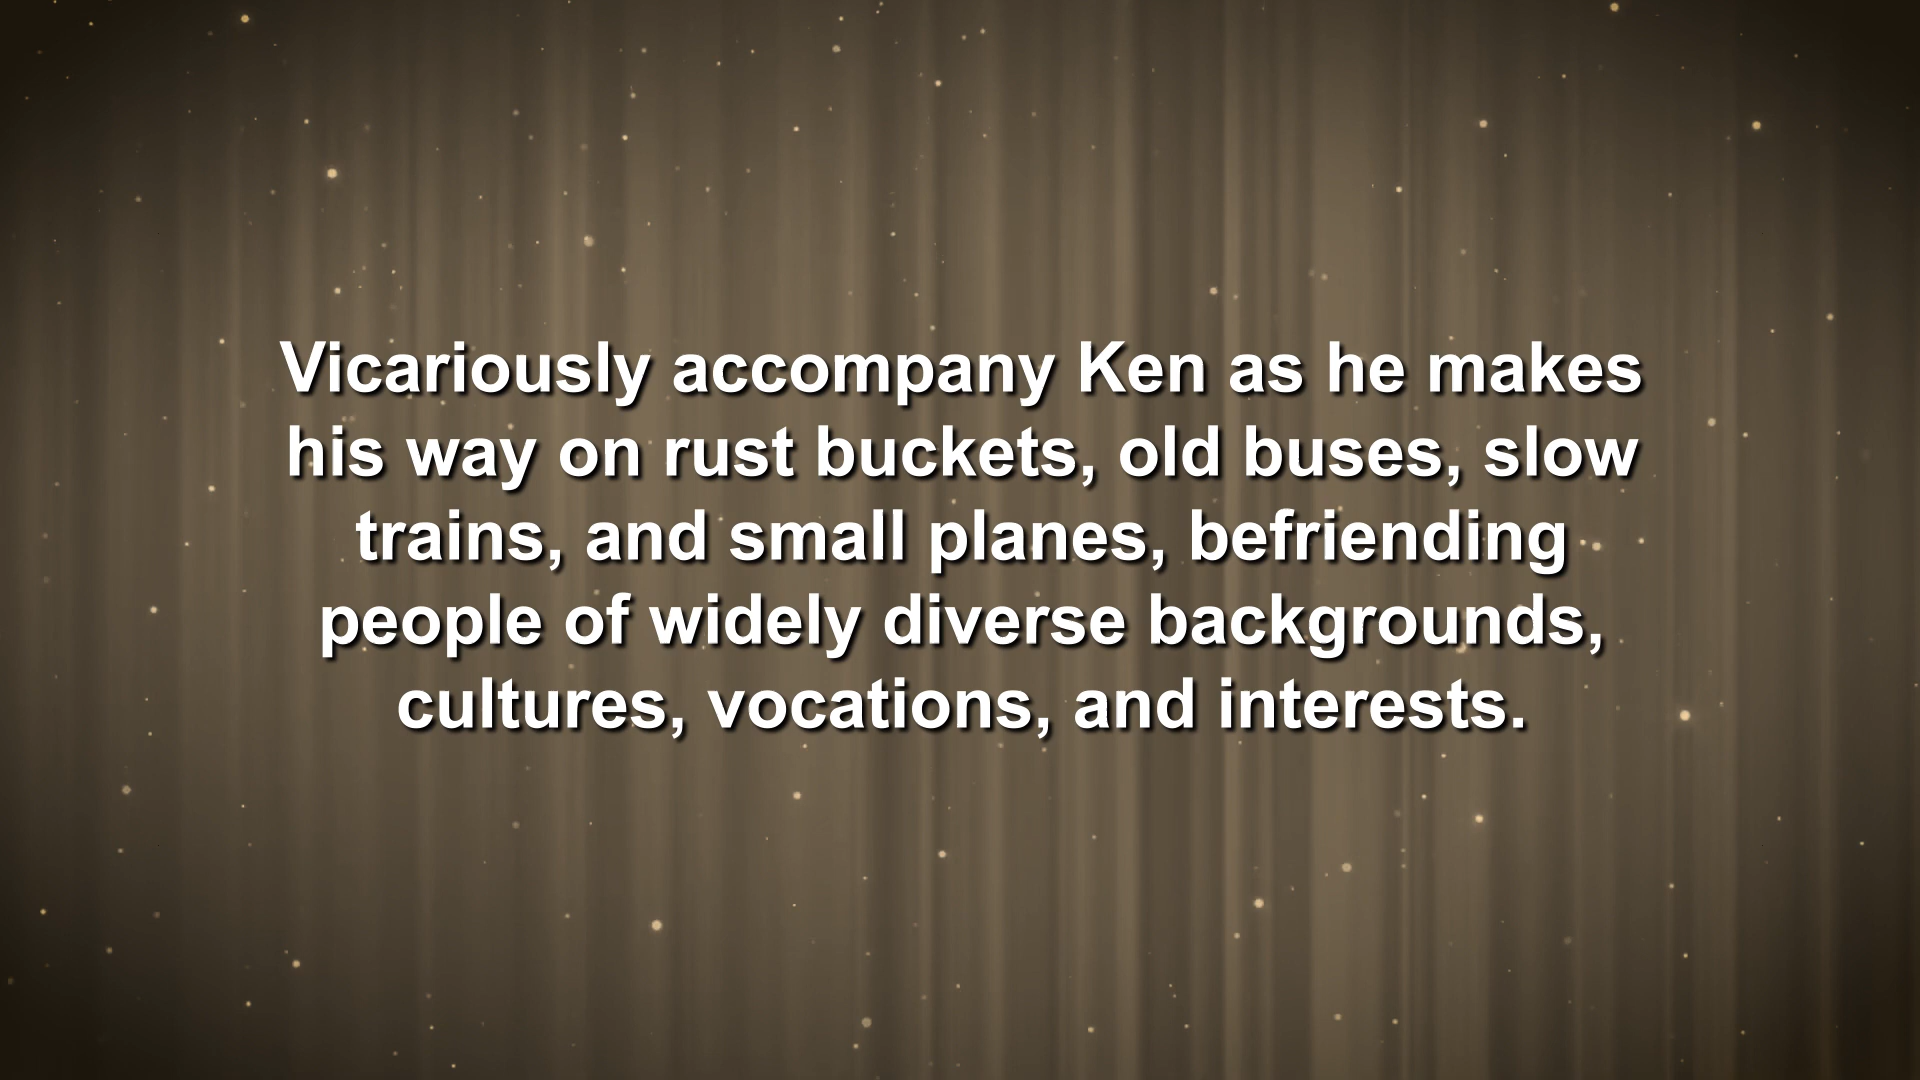 Vicariously accompany Ken as he makes
his way on rust buckets, old buses, slow
trains, and small planes, befriending
people of widely diverse backgrounds,
cultures, vocations, and interests.